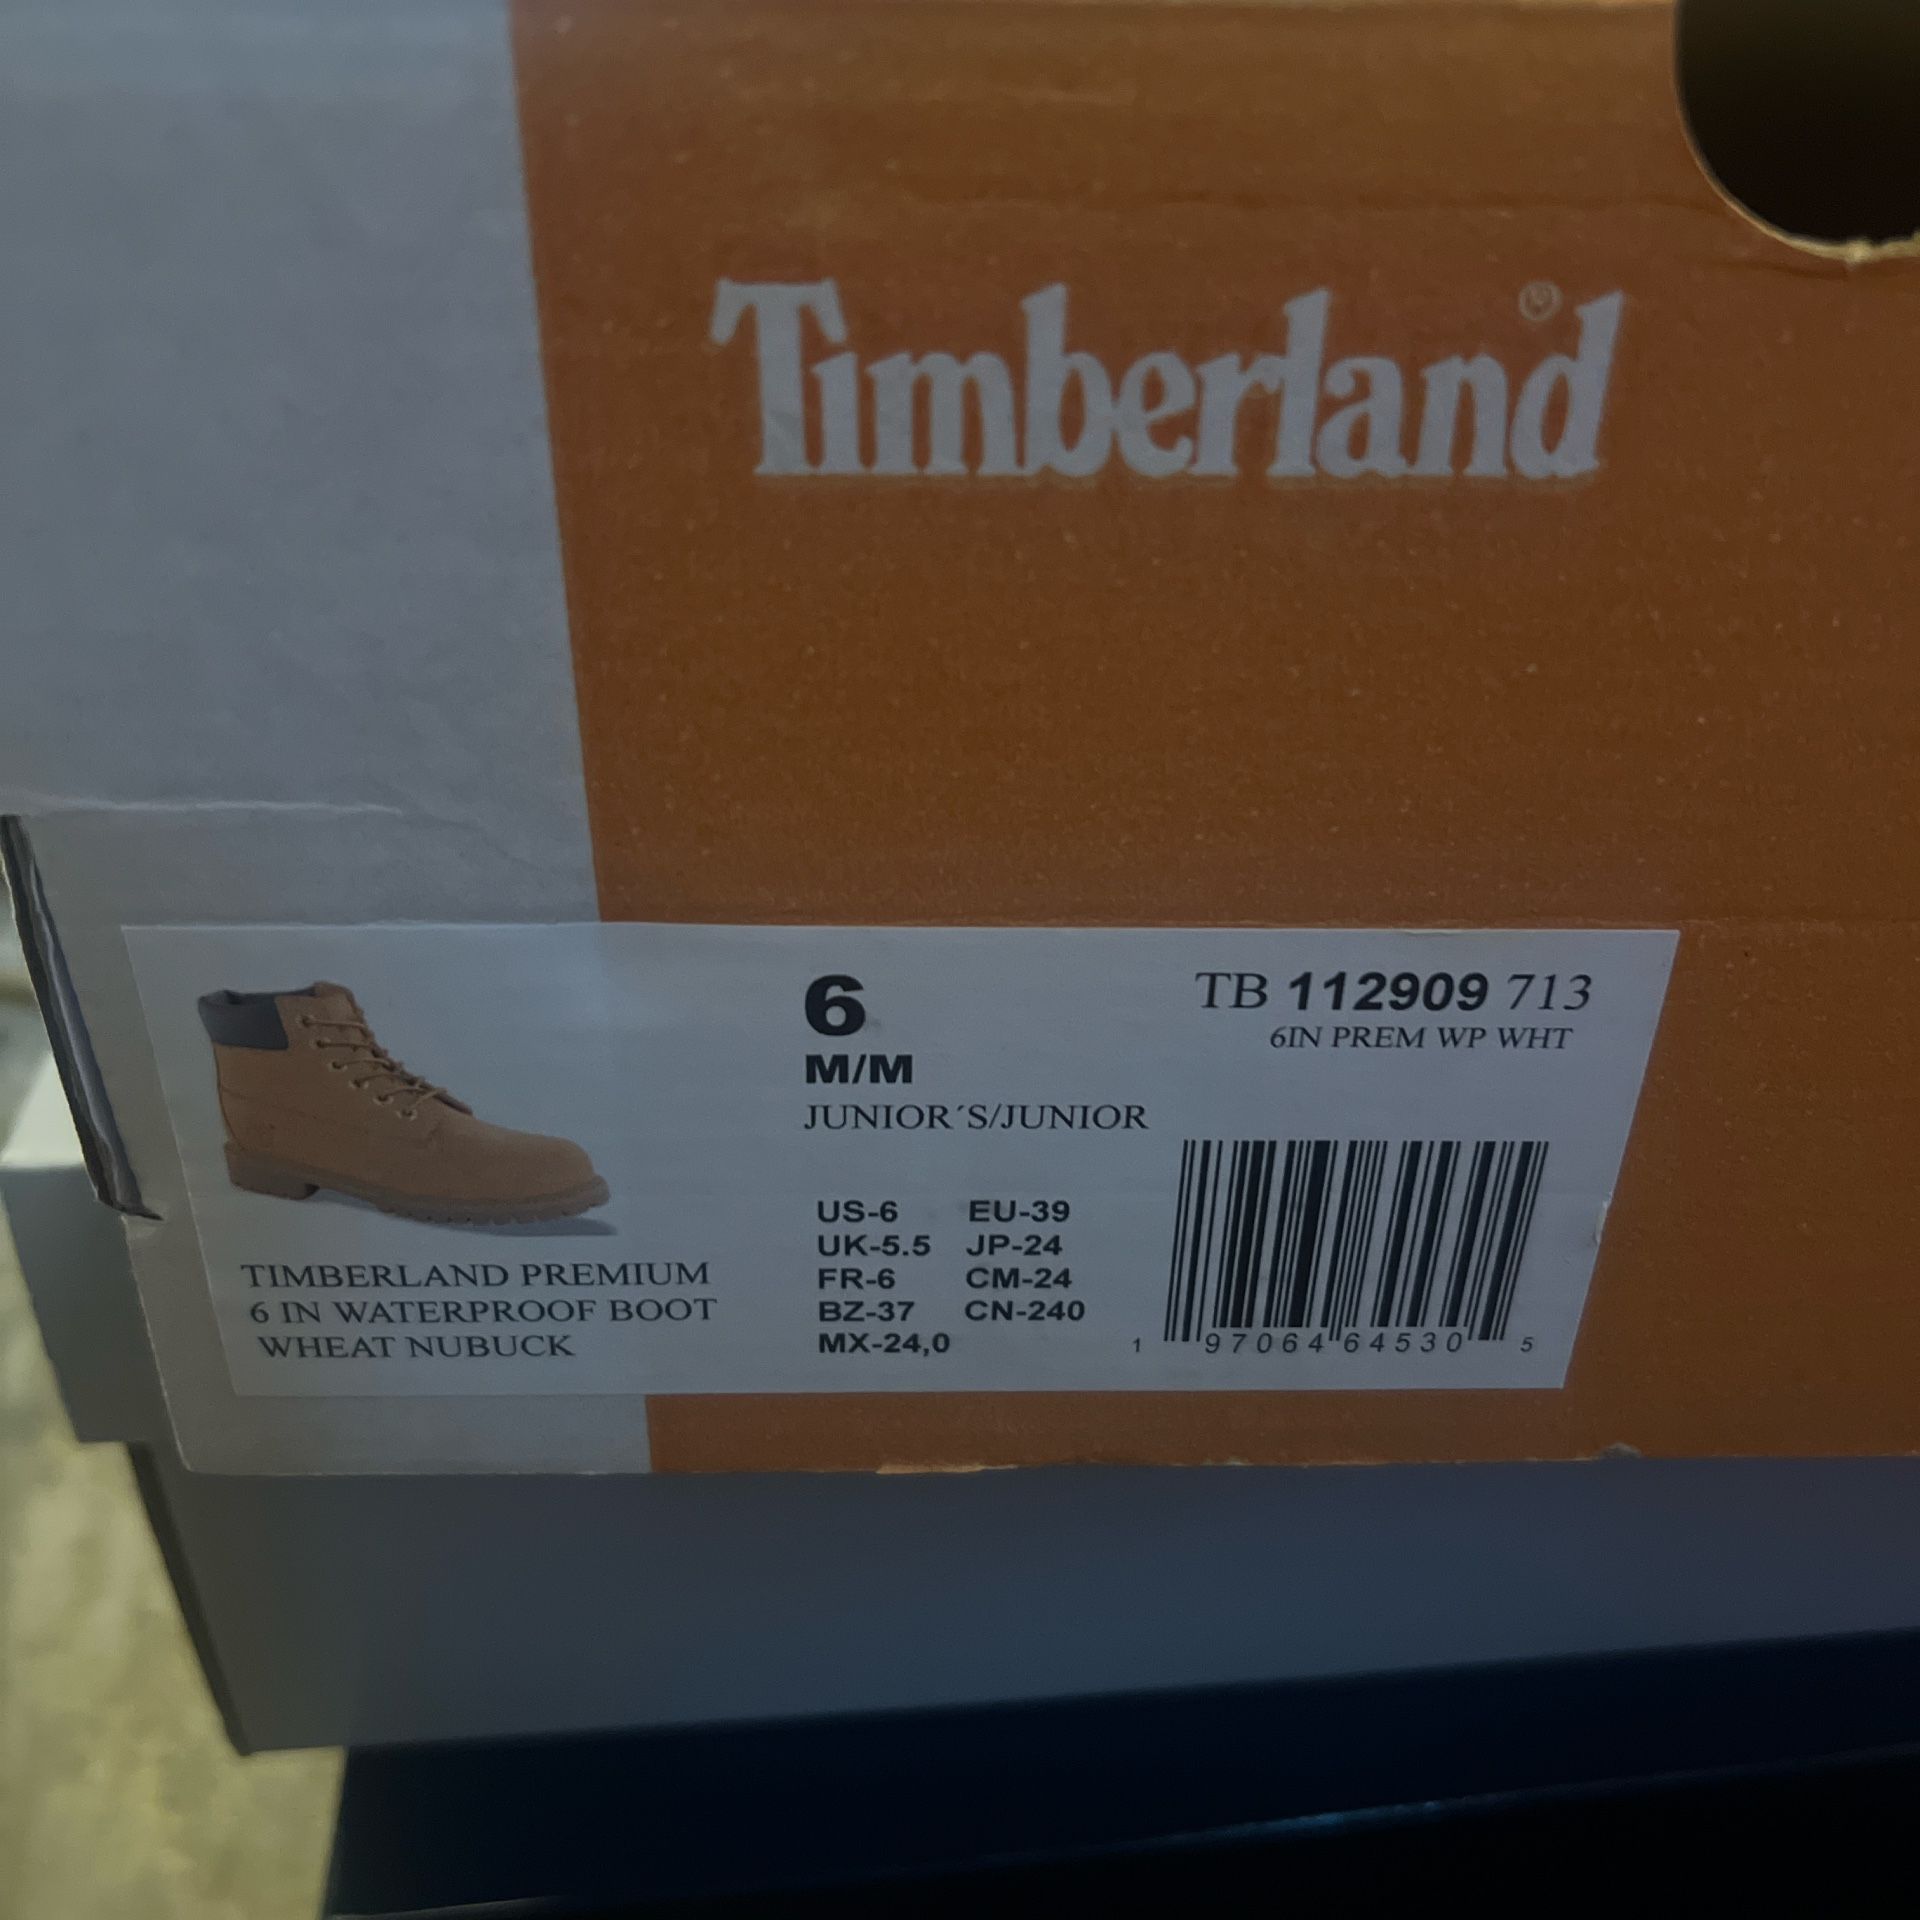 Timberland®
6
M/M
JUNIOR´S/JUNIOR
TB 112909 713
6IN PREM WP WHT
US-6 EU-39
UK-5.5 JP-24
FR-6 CM-24
BZ-37 CN-240
MX-24,0
TIMBERLAND PREMIUM
6 IN WATERPROOF BOOT
WHEAT NUBUCK
1 97064 64530 5